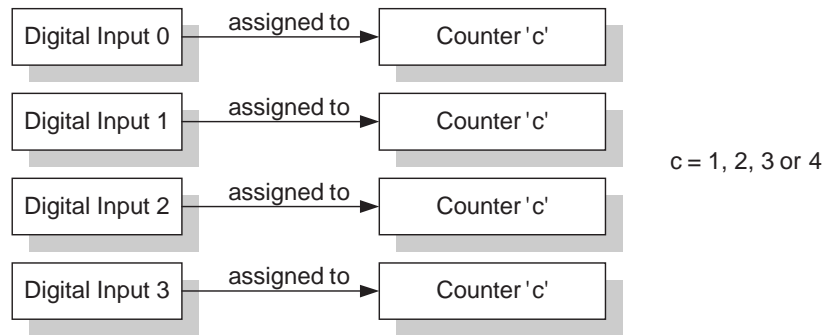 Digital Input 0 assigned to Counter 'c'
Digital Input 1 assigned to Counter 'c'
c = 1, 2, 3 or 4
Digital Input 2 assigned to Counter 'c'
Digital Input 3 assigned to Counter 'c'